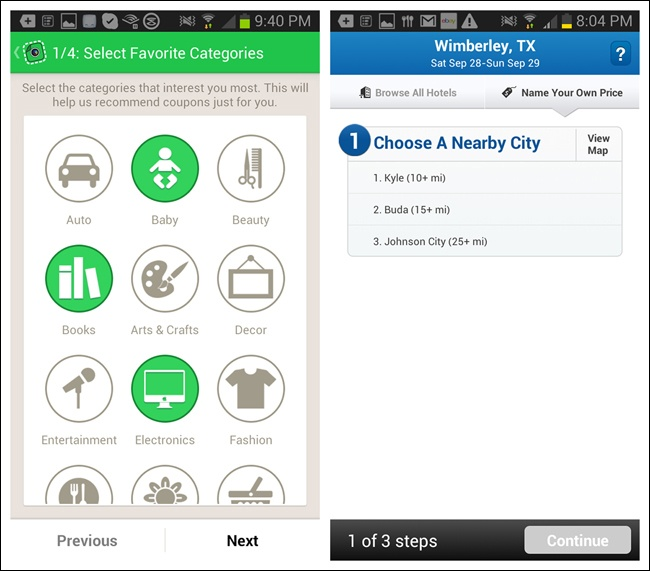 9:40 PM
1/4: Select Favorite Categories
Select the categories that interest you most. This will
help us recommend coupons just for you.
Auto
Baby
Beauty
Books
Arts & Crafts
Decor
Entertainment
Electronics
Fashion
Previous
Next
8:04 PM
ebay
Wimberley, TX
Sat Sep 28-Sun Sep 29
?
Browse All Hotels
Name Your Own Price
1
Choose A Nearby City
View
Map
1. Kyle (10+ mi)
2. Buda (15+ mi)
3. Johnson City (25+ mi)
1 of 3 steps
Continue